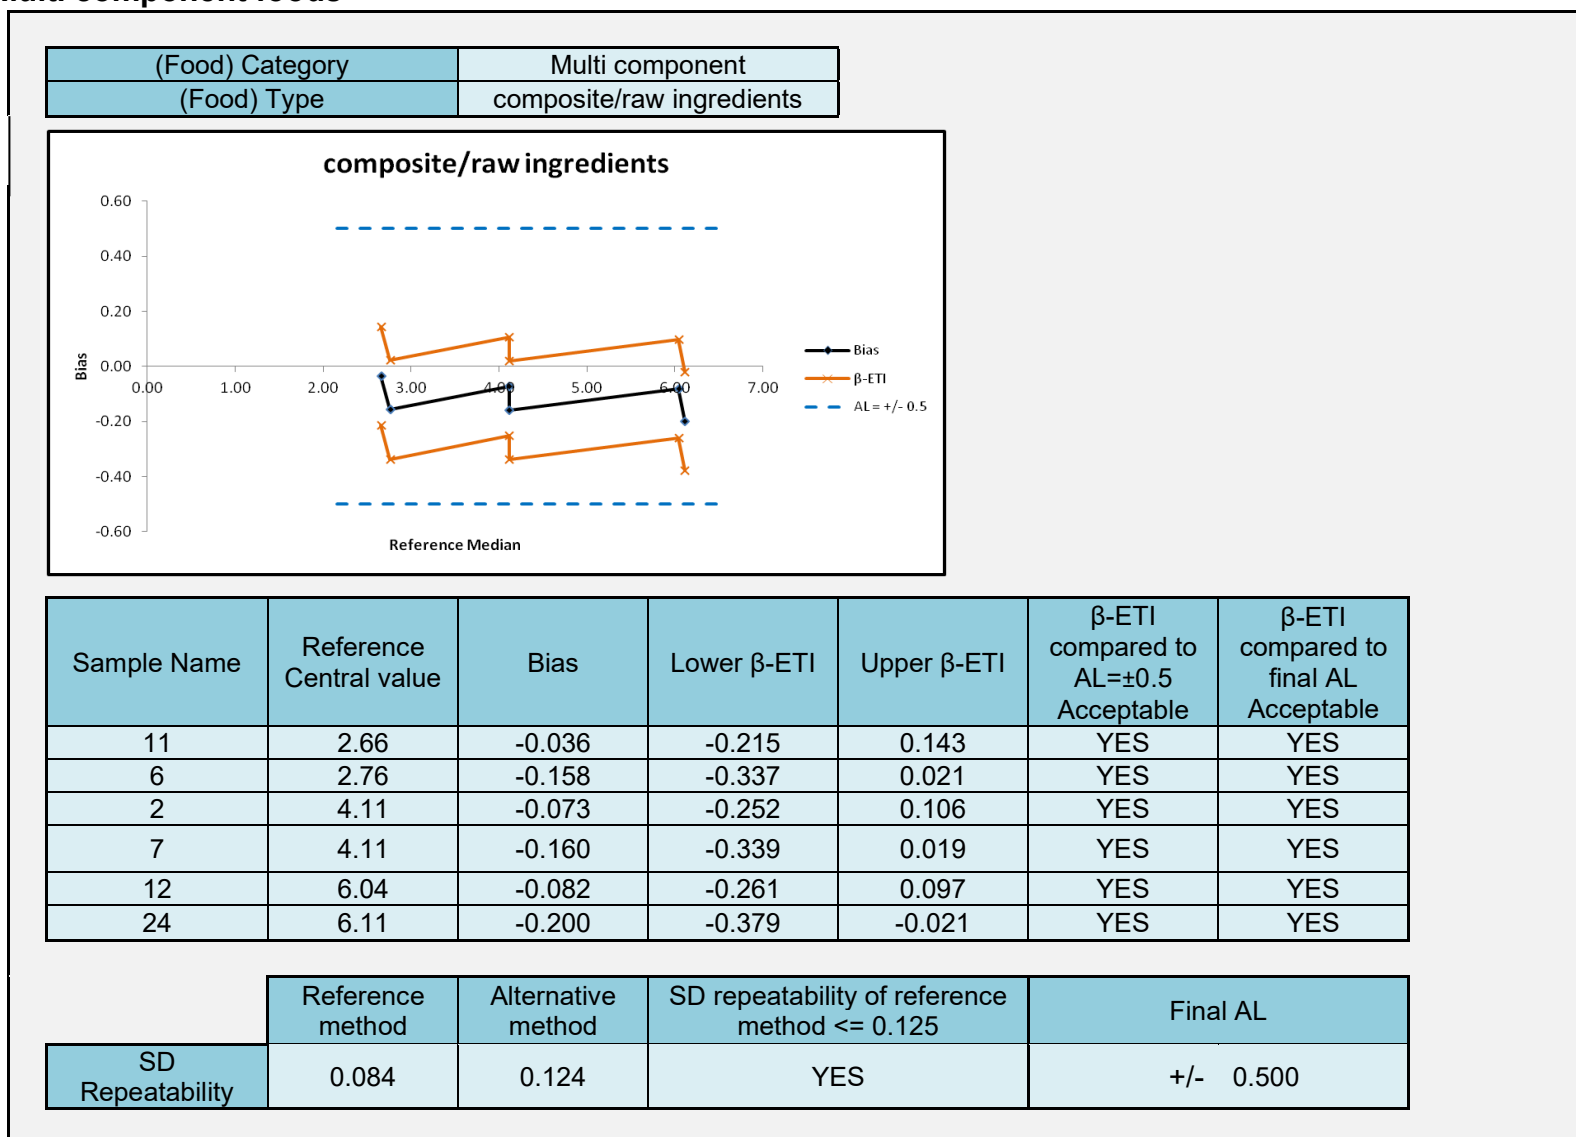 (Food) Category Multi component
(Food) Type composite/raw ingredients
composite/raw ingredients
0.60
0.40
0.20
0.00
-0.20
-0.40
-0.60
Bias
0.00 1.00 2.00 3.00 4.00 5.00 6.00 7.00
Reference Median
Bias
β-ETI
AL = +/- 0.5
Sample Name Reference Central value Bias Lower β-ETI Upper β-ETI β-ETI compared to AL=±0.5 Acceptable β-ETI compared to final AL Acceptable
11 2.66 -0.036 -0.215 0.143 YES YES
6 2.76 -0.158 -0.337 0.021 YES YES
2 4.11 -0.073 -0.252 0.106 YES YES
7 4.11 -0.160 -0.339 0.019 YES YES
12 6.04 -0.082 -0.261 0.097 YES YES
24 6.11 -0.200 -0.379 -0.021 YES YES
Reference method Alternative method SD repeatability of reference method <= 0.125 Final AL
SD Repeatability 0.084 0.124 YES +/- 0.500